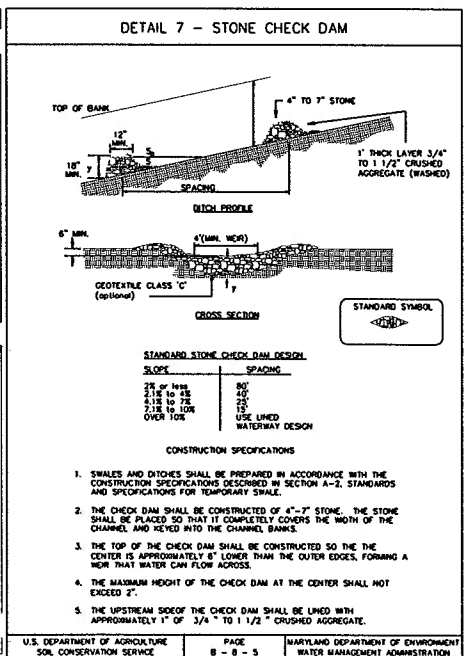 DETAIL 7 - STONE CHECK DAM
TOP OF BANK
4" TO 7" STONE
12"
MIN.
18"
MIN.
y
1' THICK LAYER 3/4"
TO 1 1/2" CRUSHED
AGGREGATE (WASHED)
SPACING
DITCH PROFILE
6" MIN.
4'(MIN. WEIR)
GEOTEXTILE CLASS 'C'
(optional)
y
CROSS SECTION
STANDARD SYMBOL
STANDARD STONE CHECK DAM DESIGN
SLOPE SPACING
2% or less 80'
2.1% to 4% 40'
4.1% to 7% 25'
7.1% to 10% 15'
OVER 10% USE LINED
WATERWAY DESIGN
CONSTRUCTION SPECIFICATIONS
1. SWALES AND DITCHES SHALL BE PREPARED IN ACCORDANCE WITH THE
CONSTRUCTION SPECIFICATIONS DESCRIBED IN SECTION A-2, STANDARDS
AND SPECIFICATIONS FOR TEMPORARY SWALE.
2. THE CHECK DAM SHALL BE CONSTRUCTED OF 4"-7" STONE. THE STONE
SHALL BE PLACED SO THAT IT COMPLETELY COVERS THE WIDTH OF THE
CHANNEL AND KEYED INTO THE CHANNEL BANKS.
3. THE TOP OF THE CHECK DAM SHALL BE CONSTRUCTED SO THE THE
CENTER IS APPROXIMATELY 6" LOWER THAN THE OUTER EDGES, FORMING A
WEIR THAT WATER CAN FLOW ACROSS.
4. THE MAXIMUM HEIGHT OF THE CHECK DAM AT THE CENTER SHALL NOT
EXCEED 2".
5. THE UPSTREAM SIDEOF THE CHECK DAM SHALL BE LINED WITH
APPROXIMATELY 1" OF 3/4 " TO 1 1/2 " CRUSHED AGGREGATE.
U.S. DEPARTMENT OF AGRICULTURE
SOIL CONSERVATION SERVICE
PAGE
B - 8 - 5
MARYLAND DEPARTMENT OF ENVIRONMENT
WATER MANAGEMENT ADMINISTRATION